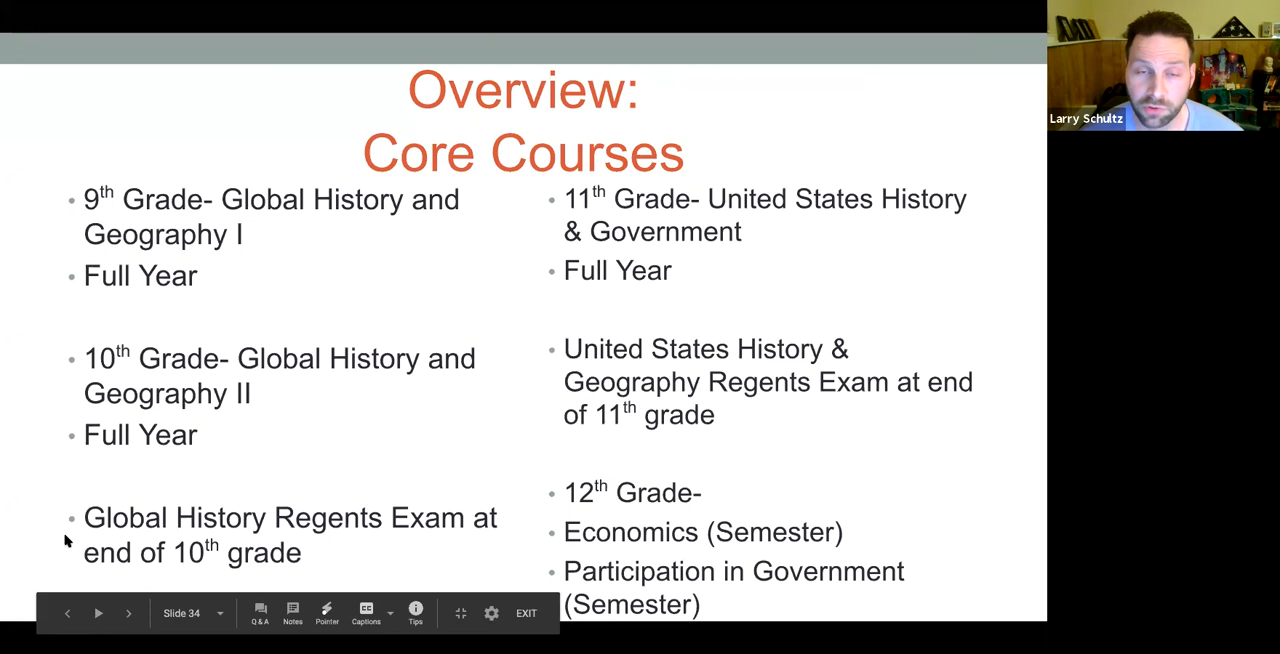 Overview:
Core Courses
9th Grade- Global History and
Geography I
Full Year
10th Grade- Global History and
Geography II
Full Year
Global History Regents Exam at
end of 10th grade
11th Grade- United States History
& Government
Full Year
United States History &
Geography Regents Exam at end
of 11th grade
12th Grade-
Economics (Semester)
Participation in Government
(Semester)
Larry Schultz
Slide 34
Q & A
Notes
Pointer
CC
Captions
Tips
EXIT